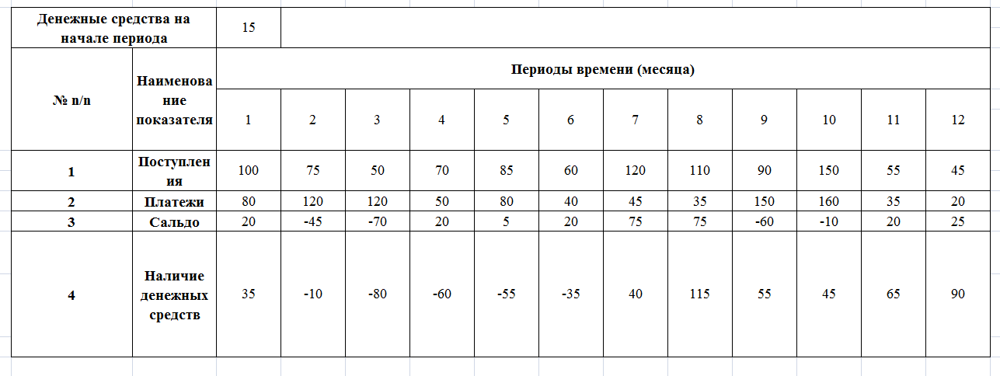 Денежные средства на
начале периода
15
№ n/n
Наименова
ние
показателя
Периоды времени (месяца)
1 2 3 4 5 6 7 8 9 10 11 12
1 Поступлен
ия 100 75 50 70 85 60 120 110 90 150 55 45
2 Платежи 80 120 120 50 80 40 45 35 150 160 35 20
3 Сальдо 20 -45 -70 20 5 20 75 75 -60 -10 20 25
4 Наличие
денежных
средств 35 -10 -80 -60 -55 -35 40 115 55 45 65 90